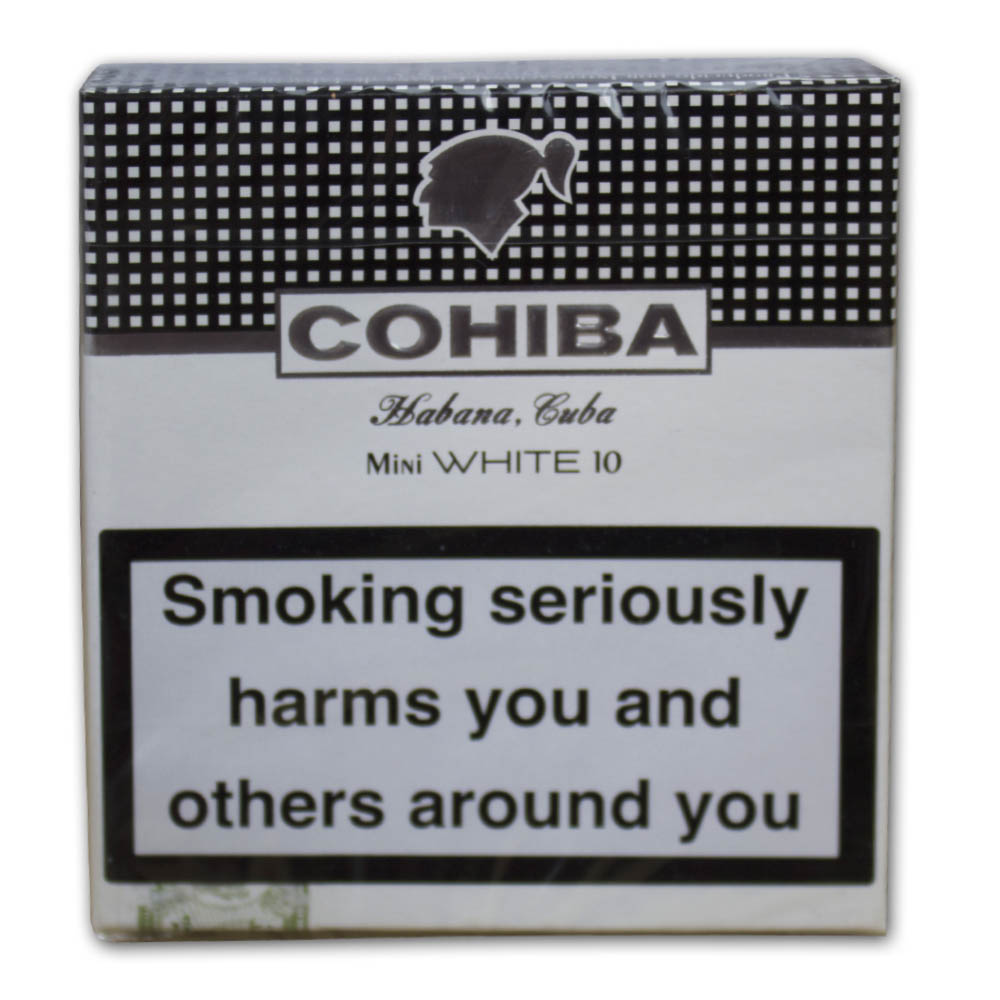 COHIBA
Habana, Cuba
Mini WHITE 10
Smoking seriously
harms you and
others around you